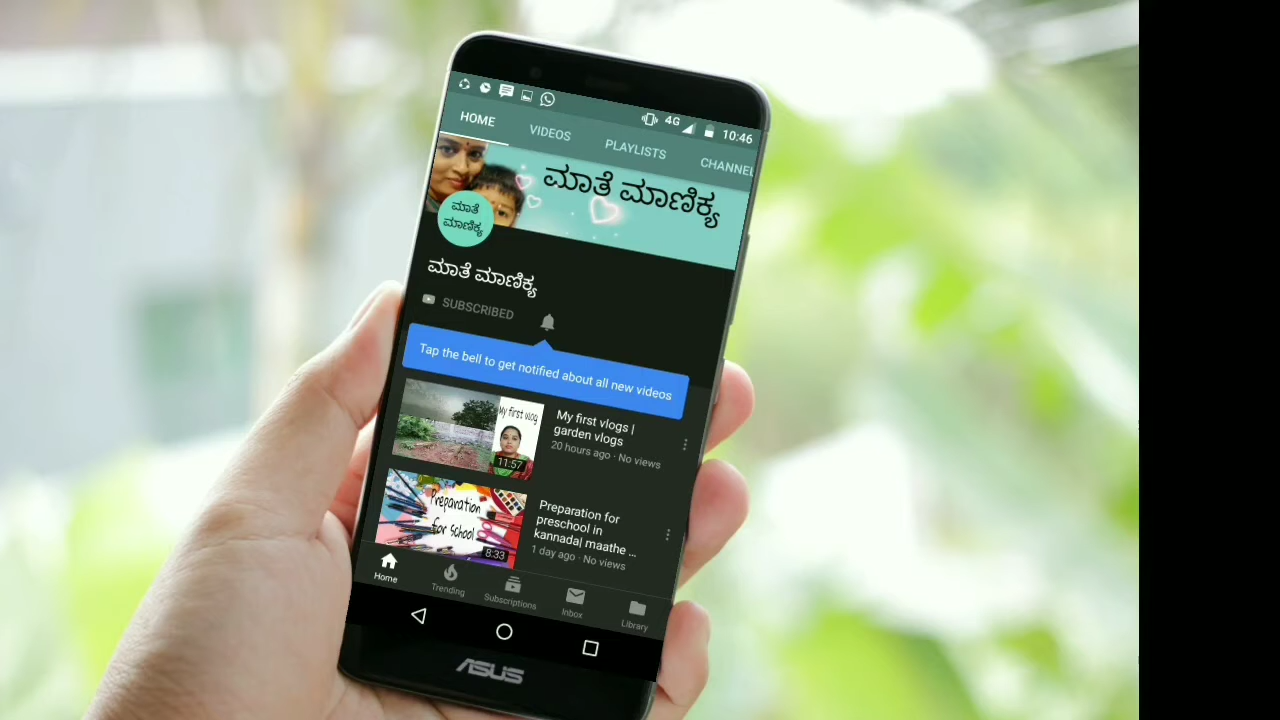 4G 10:46
HOME VIDEOS PLAYLISTS CHANNEL
ಮಾತೆ ಮಾಣಿಕ್ಯ
ಮಾತೆ
ಮಾಣಿಕ್ಯ
ಮಾತೆ ಮಾಣಿಕ್ಯ
SUBSCRIBED
Tap the bell to get notified about all new videos
My first vlog
11:57
My first vlogs |
garden vlogs
20 hours ago · No views
Preparation
for school
8:33
Preparation for
preschool in
kannada| maathe ...
1 day ago · No views
Home Trending Subscriptions Inbox Library
ASUS